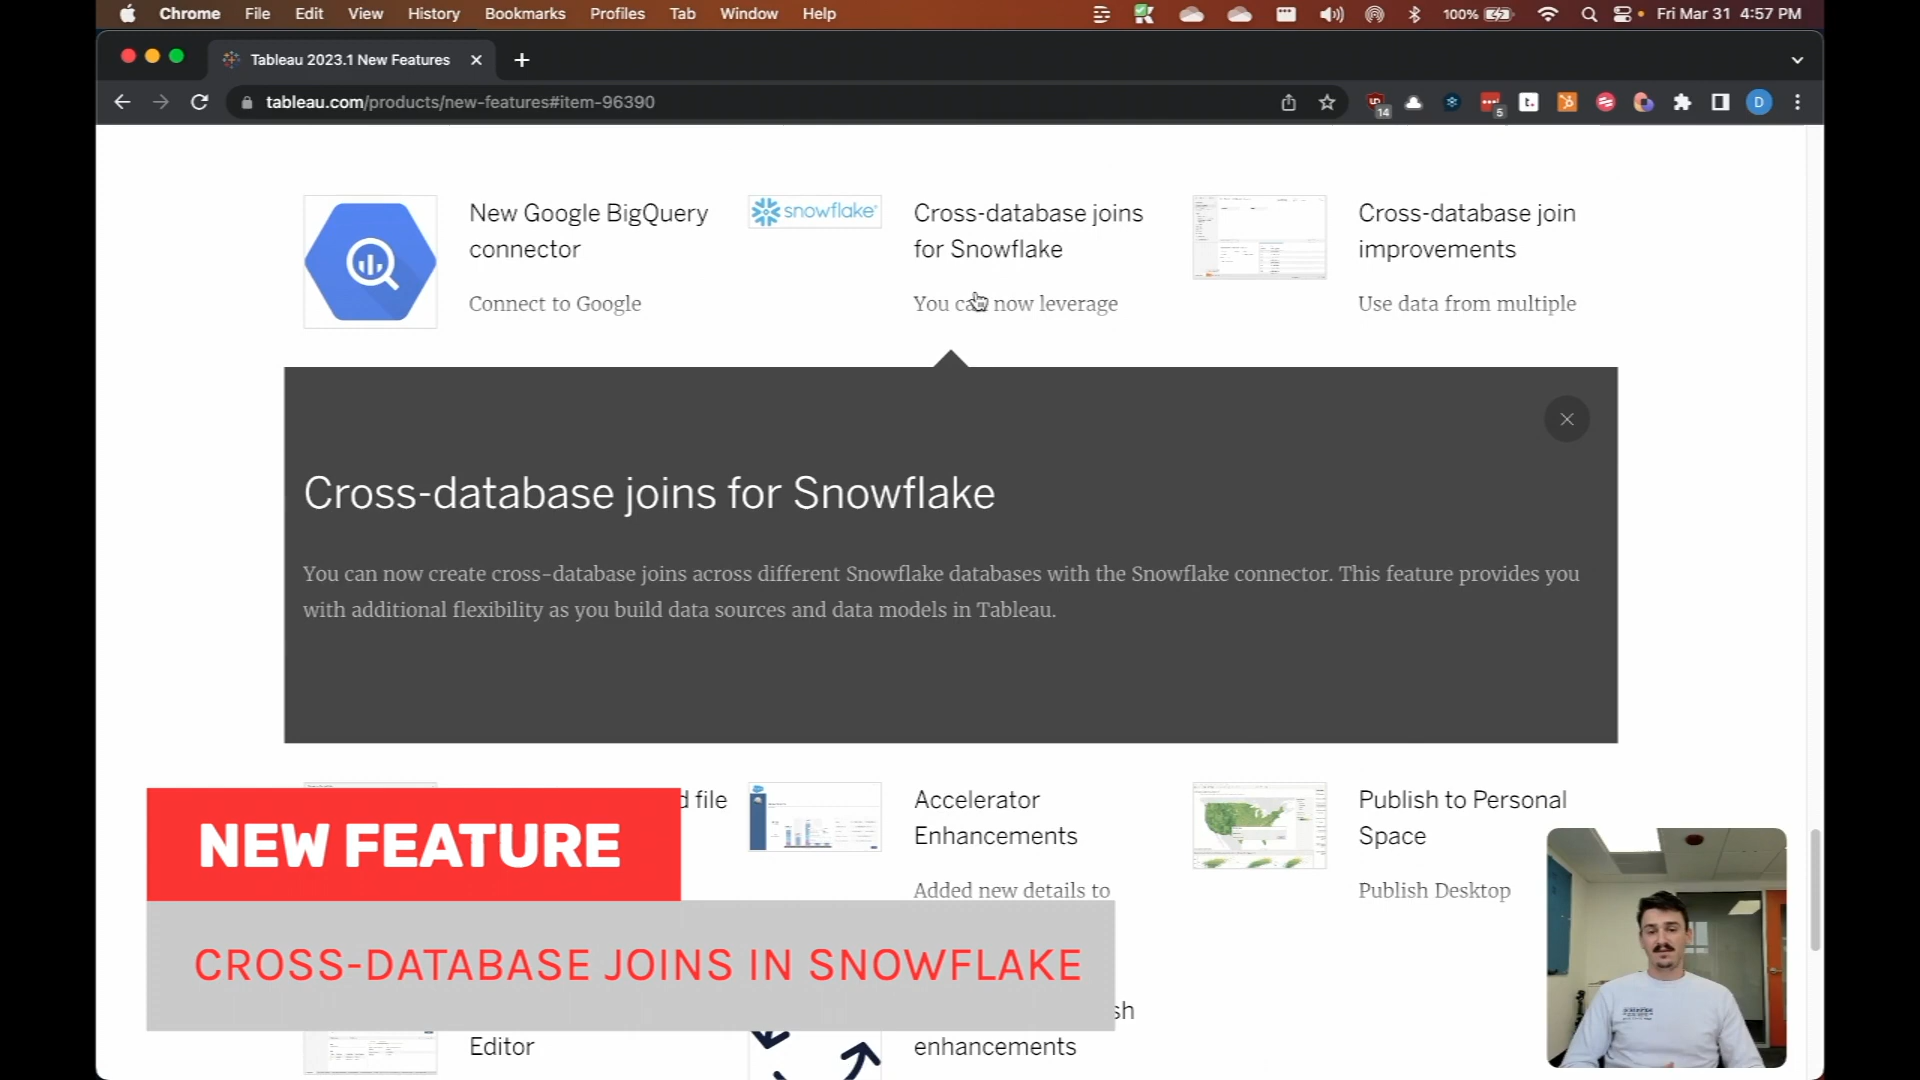 Chrome File Edit View History Bookmarks Profiles Tab Window Help 100% Fri Mar 31 4:57 PM
Tableau 2023.1 New Features
tableau.com/products/new-features#item-96390 14 5 t. D
New Google BigQuery
connector
Connect to Google
snowflake
Cross-database joins
for Snowflake
You can now leverage
Cross-database join
improvements
Use data from multiple
Cross-database joins for Snowflake
You can now create cross-database joins across different Snowflake databases with the Snowflake connector. This feature provides you
with additional flexibility as you build data sources and data models in Tableau.
d file
Accelerator
Enhancements
Added new details to
Publish to Personal
Space
Publish Desktop
NEW FEATURE
CROSS-DATABASE JOINS IN SNOWFLAKE
Editor
sh
enhancements